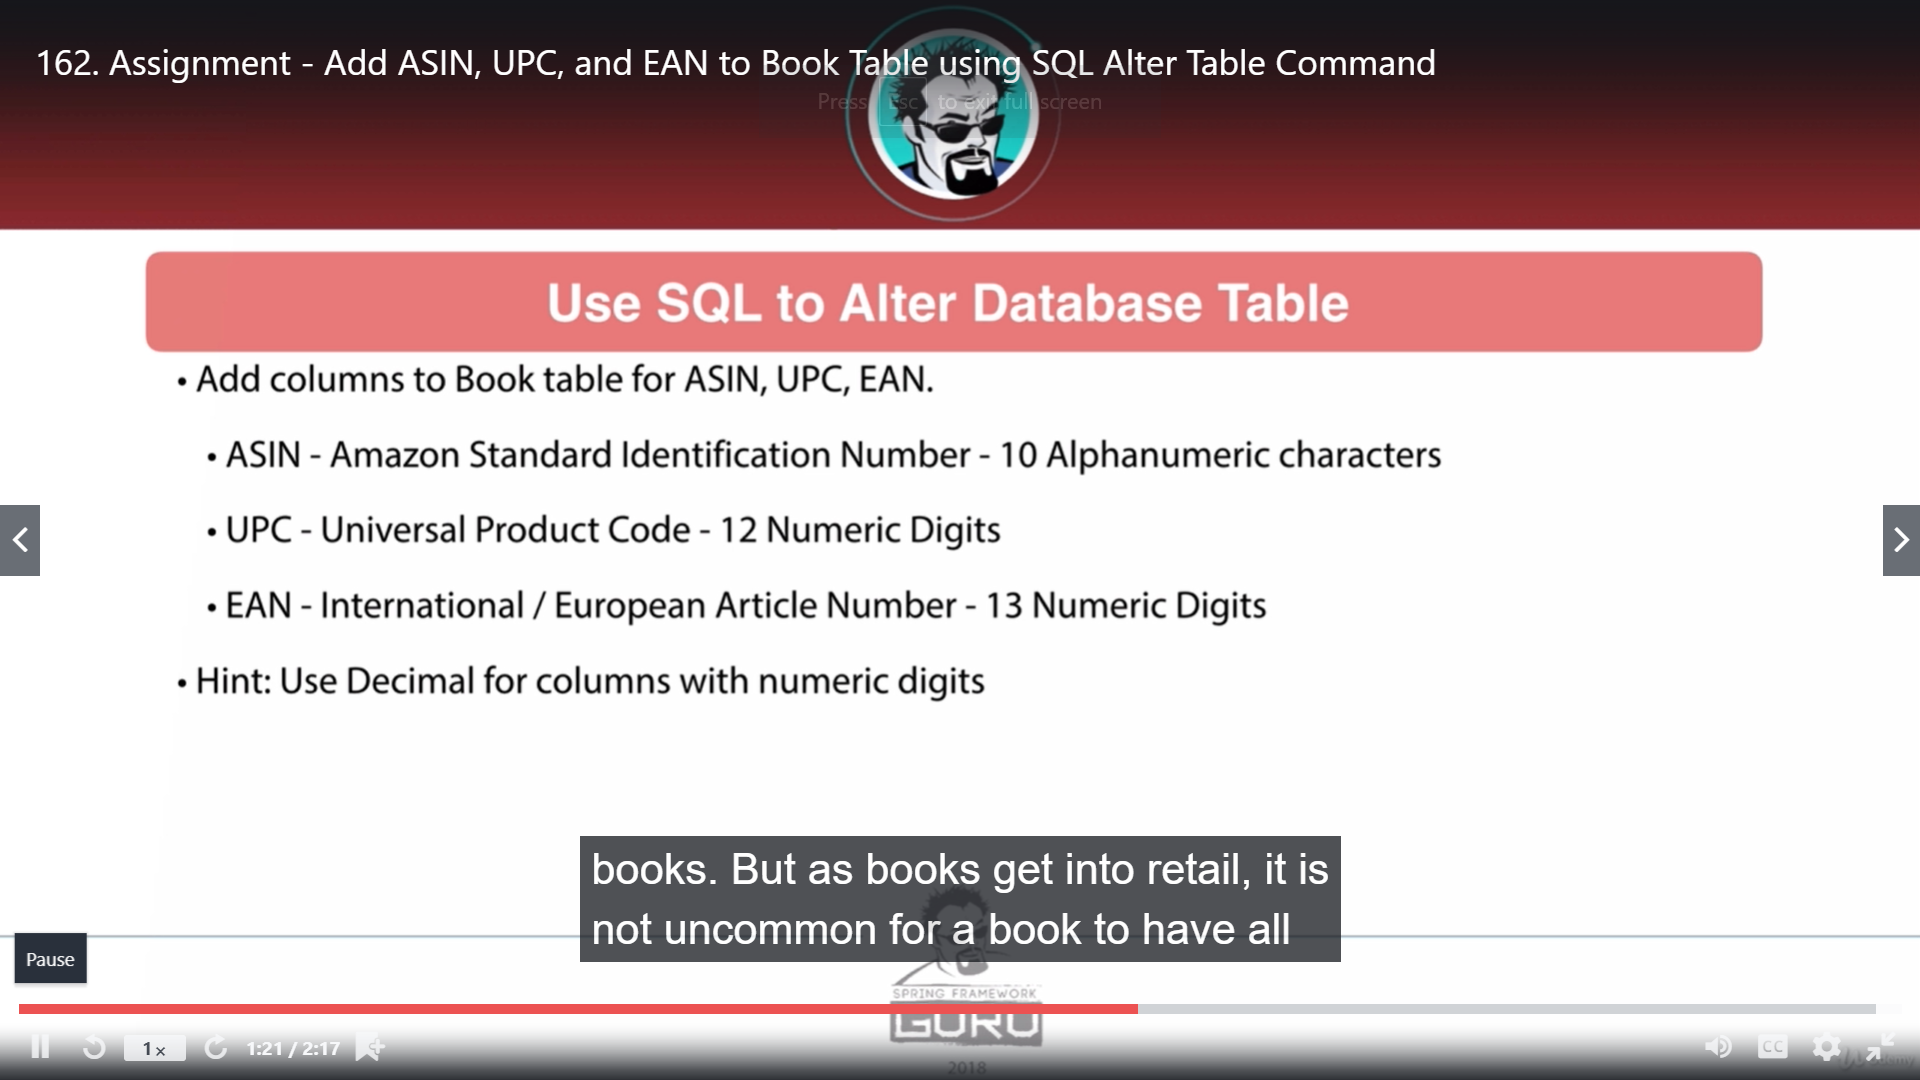 162. Assignment - Add ASIN, UPC, and EAN to Book Table using SQL Alter Table Command
Press Esc to exit full screen
Use SQL to Alter Database Table
• Add columns to Book table for ASIN, UPC, EAN.
• ASIN - Amazon Standard Identification Number - 10 Alphanumeric characters
• UPC - Universal Product Code - 12 Numeric Digits
• EAN - International / European Article Number - 13 Numeric Digits
• Hint: Use Decimal for columns with numeric digits
books. But as books get into retail, it is
not uncommon for a book to have all
Pause
SPRING FRAMEWORK
GURU
1x
1:21 / 2:17
CC
Udemy
2018